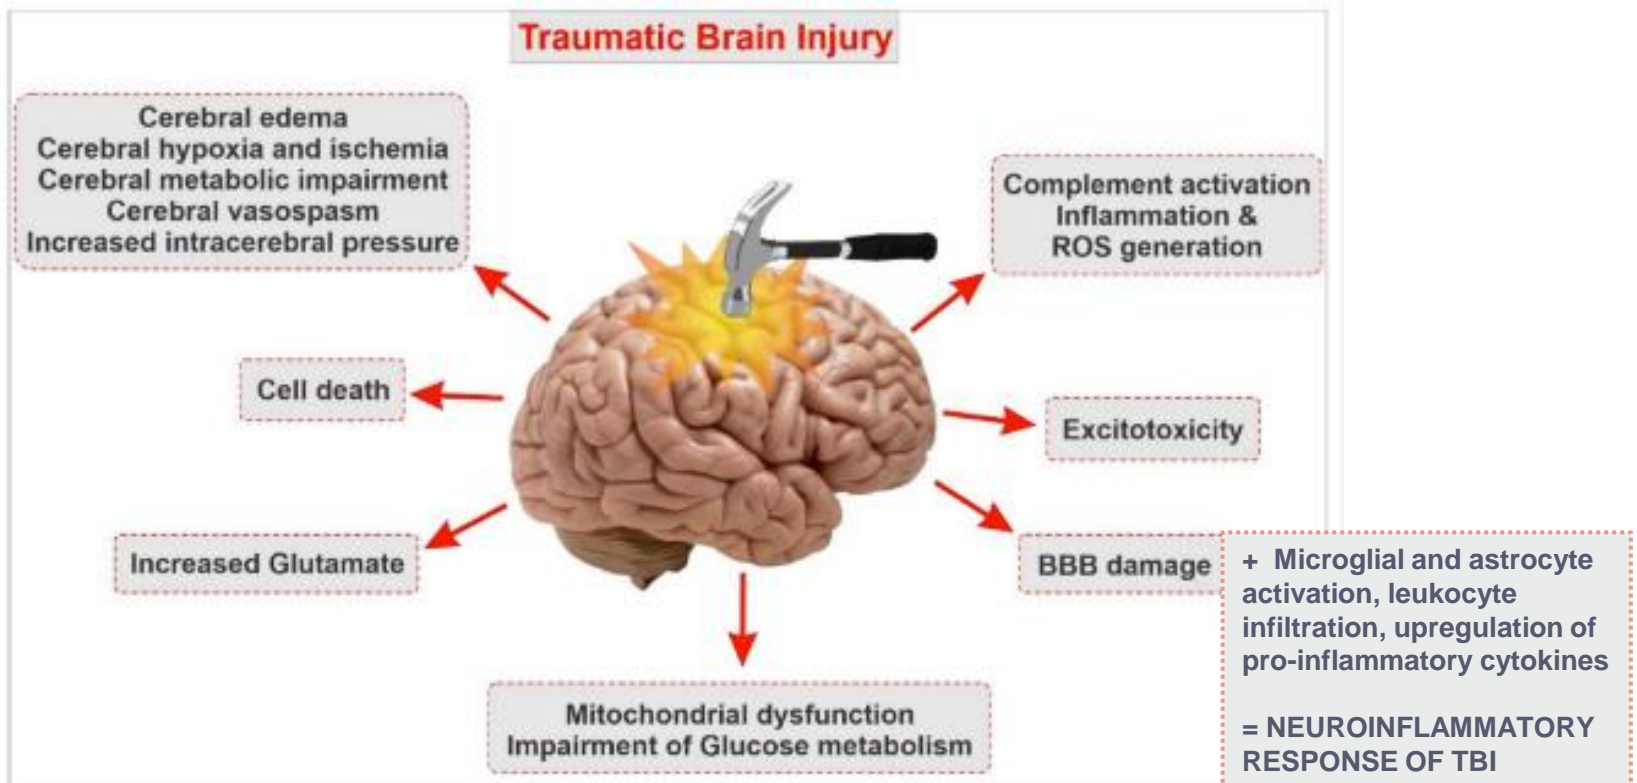 Traumatic Brain Injury
Cerebral edema
Cerebral hypoxia and ischemia
Cerebral metabolic impairment
Cerebral vasospasm
Increased intracerebral pressure
Complement activation
Inflammation &
ROS generation
Cell death
Excitotoxicity
Increased Glutamate
BBB damage
+ Microglial and astrocyte
activation, leukocyte
infiltration, upregulation of
pro-inflammatory cytokines
= NEUROINFLAMMATORY
RESPONSE OF TBI
Mitochondrial dysfunction
Impairment of Glucose metabolism